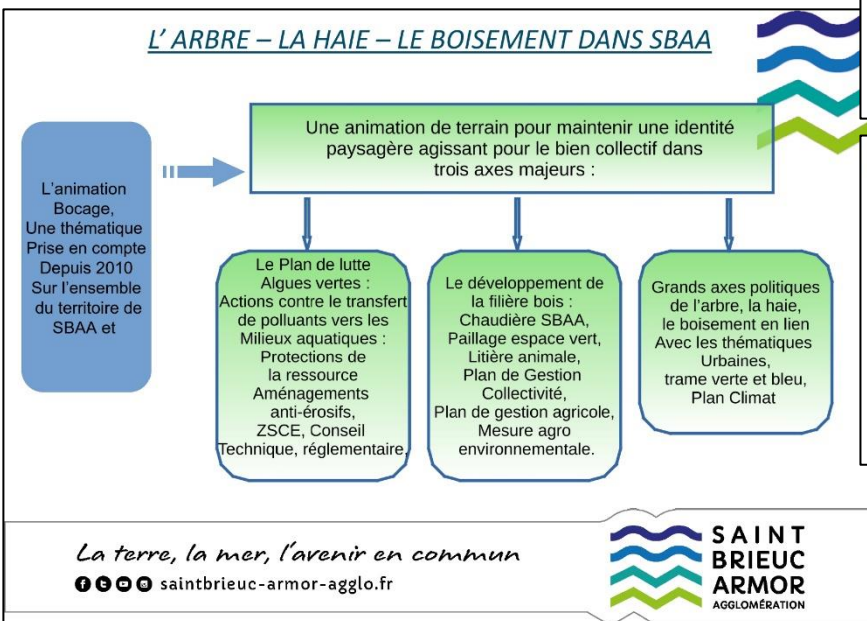 L' ARBRE – LA HAIE – LE BOISEMENT DANS SBAA
L'animation
Bocage,
Une thématique
Prise en compte
Depuis 2010
Sur l'ensemble
du territoire de
SBAA et
Une animation de terrain pour maintenir une identité
paysagère agissant pour le bien collectif dans
trois axes majeurs :
Le Plan de lutte
Algues vertes :
Actions contre le transfert
de polluants vers les
Milieux aquatiques :
Protections de
la ressource
Aménagements
anti-érosifs,
ZSCE, Conseil
Technique, réglementaire,
Le développement de
la filière bois :
Chaudière SBAA,
Paillage espace vert,
Litière animale,
Plan de Gestion
Collectivité,
Plan de gestion agricole,
Mesure agro
environnementale.
Grands axes politiques
de l'arbre, la haie,
le boisement en lien
Avec les thématiques
Urbaines,
trame verte et bleu,
Plan Climat
La terre, la mer, l'avenir en commun
saintbrieuc-armor-agglo.fr
SAINT
BRIEUC
ARMOR
AGGLOMÉRATION